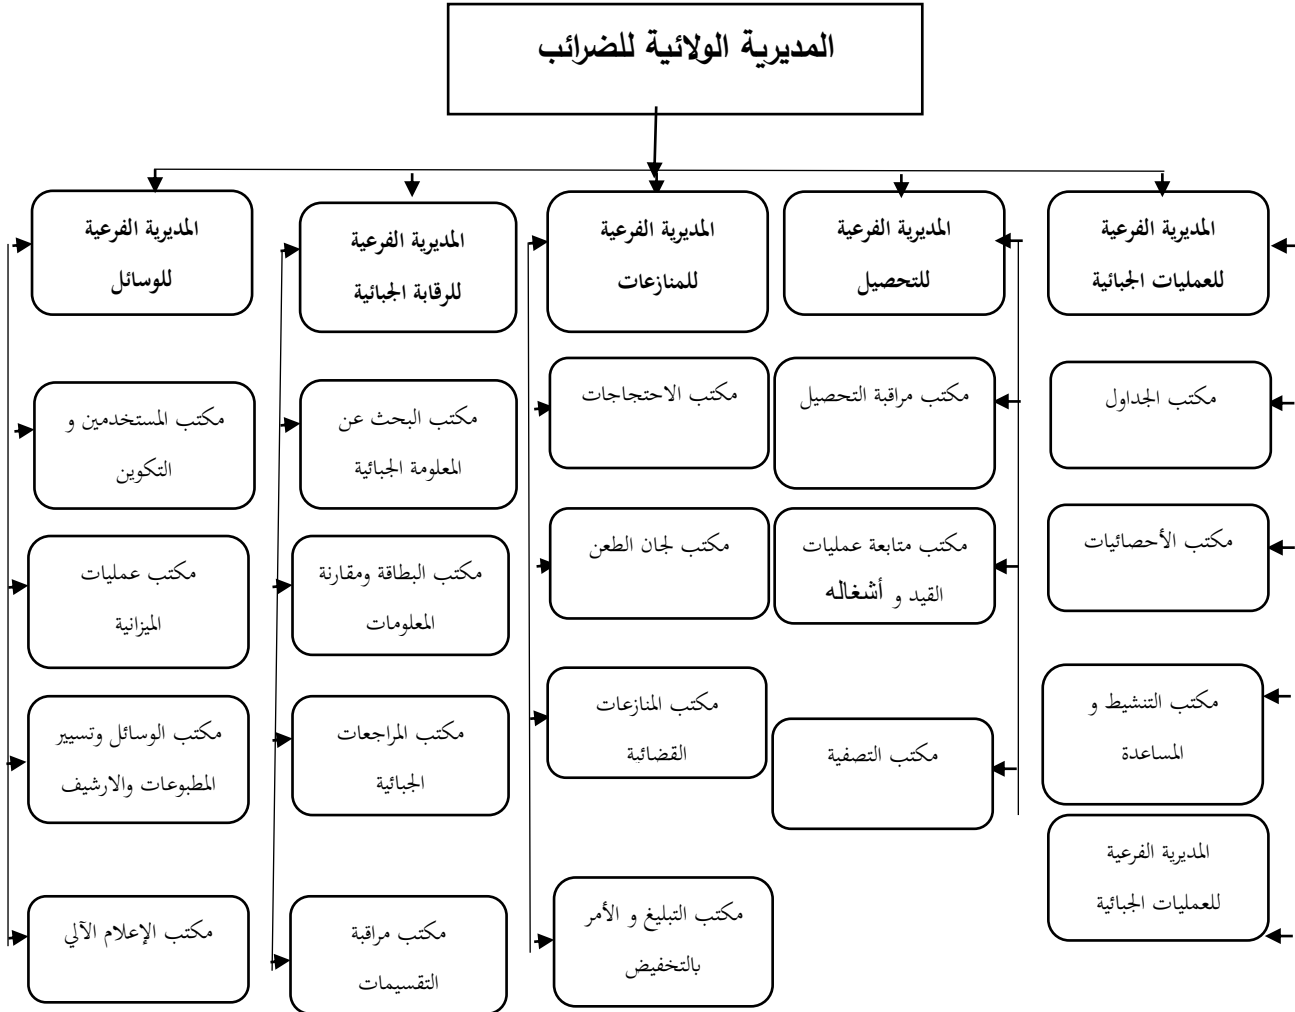 المديرية الولائية للضرائب
المديرية الفرعية
للعمليات الجبائية
مكتب الجداول
مكتب الأحصائيات
مكتب التنشيط و
المساعدة
المديرية الفرعية
للعمليات الجبائية
المديرية الفرعية
للتحصيل
مكتب مراقبة التحصيل
مكتب متابعة عمليات
القيد و أشغاله
مكتب التصفية
المديرية الفرعية
للمنازعات
مكتب الاحتجاجات
مكتب لجان الطعن
مكتب المنازعات
القضائية
مكتب التبليغ و الأمر
بالتخفيض
المديرية الفرعية
للرقابة الجبائية
مكتب البحث عن
المعلومة الجبائية
مكتب البطاقة ومقارنة
المعلومات
مكتب المراجعات
الجبائية
مكتب مراقبة
التقسيمات
المديرية الفرعية
للوسائل
مكتب المستخدمين و
التكوين
مكتب عمليات
الميزانية
مكتب الوسائل وتسيير
المطبوعات والارشيف
مكتب الإعلام الآلي